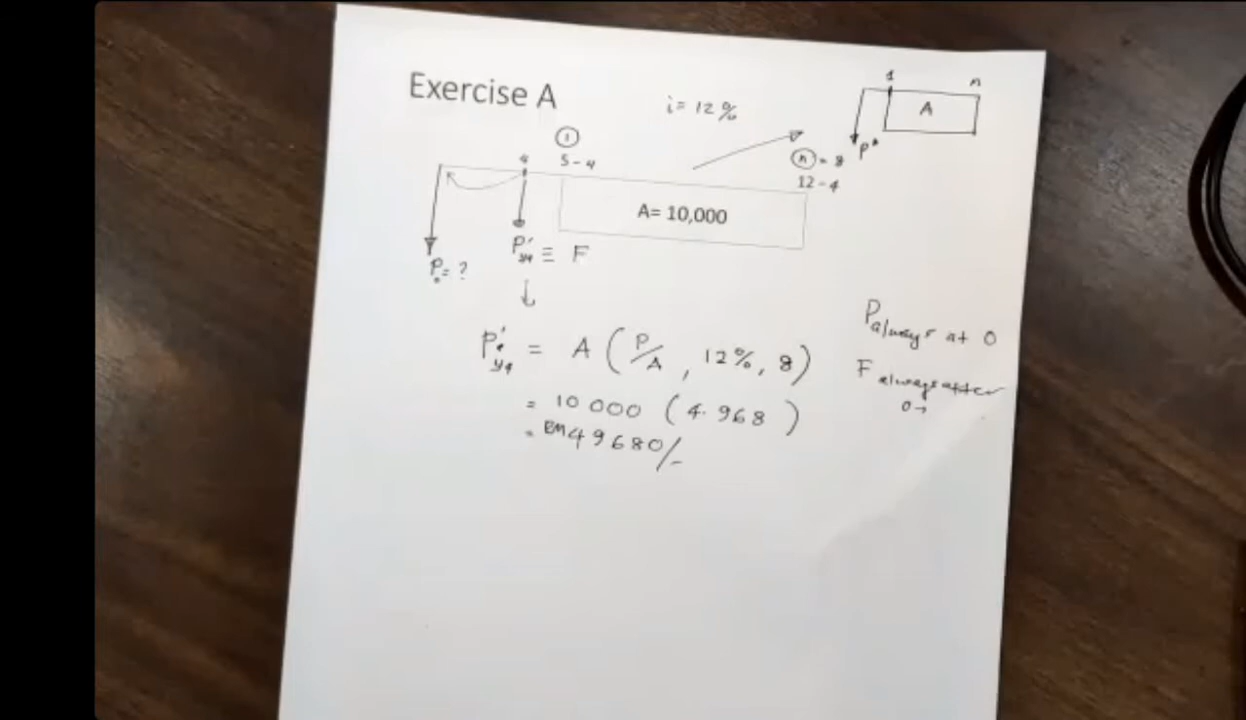 Exercise A
i = 12%
1
n
A
P*
1
5-4
4
n = 8
12-4
A= 10,000
P₀ = ?
P'y4 ≡ F
↓
P'y4 = A (P/A, 12%, 8)
= 10 000 (4.968)
= RM49680/-
P always at 0
F always after
0→